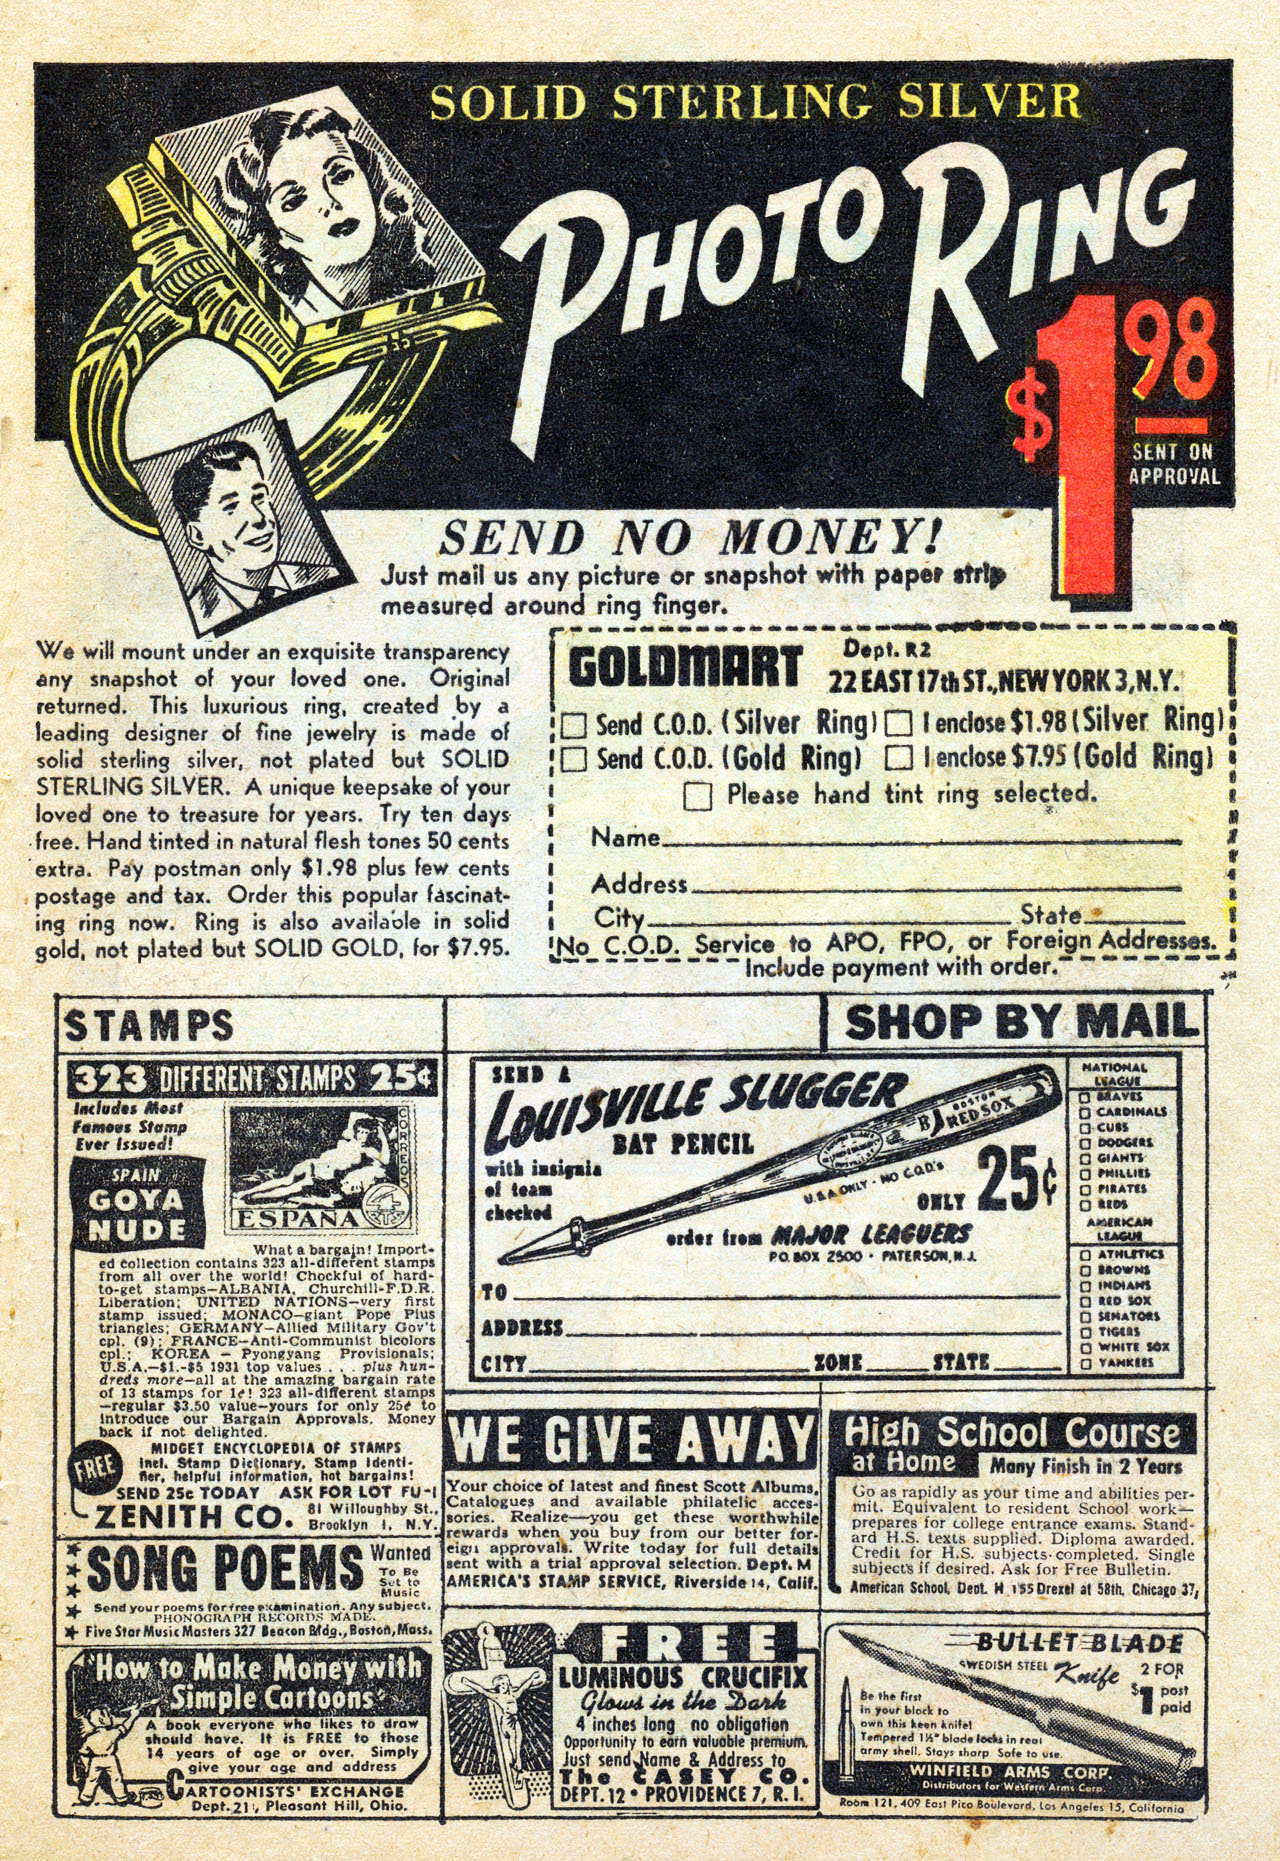 SOLID STERLING SILVER
PHOTO RING
$1 98
SENT ON
APPROVAL
SEND NO MONEY!
Just mail us any picture or snapshot with paper strip
measured around ring finger.
We will mount under an exquisite transparency
any snapshot of your loved one. Original
returned. This luxurious ring, created by a
leading designer of fine jewelry is made of
solid sterling silver, not plated but SOLID
STERLING SILVER. A unique keepsake of your
loved one to treasure for years. Try ten days
free. Hand tinted in natural flesh tones 50 cents
extra. Pay postman only $1.98 plus few cents
postage and tax. Order this popular fascinat-
ing ring now. Ring is also available in solid
gold, not plated but SOLID GOLD, for $7.95.
GOLDMART Dept. R2
22 EAST 17th ST., NEW YORK 3, N.Y.
Send C.O.D. (Silver Ring) I enclose $1.98 (Silver Ring)
Send C.O.D. (Gold Ring) I enclose $7.95 (Gold Ring)
Please hand tint ring selected.
Name
Address
City State
No C.O.D. Service to APO, FPO, or Foreign Addresses.
Include payment with order.
STAMPS
323 DIFFERENT STAMPS 25¢
Includes Most
Famous Stamp
Ever Issued!
SPAIN
GOYA
NUDE
CORREOS
ESPAÑA
4
CTS
What a bargain! Import-
ed collection contains 323 all-different stamps
from all over the world! Chockful of hard-
to-get stamps—ALBANIA, Churchill-F.D.R.
Liberation; UNITED NATIONS—very first
stamp issued; MONACO—giant Pope Pius
triangles; GERMANY—Allied Military Gov't
cpl. (9); FRANCE—Anti-Communist bicolors
cpl.; KOREA – Pyongyang Provisionals;
U.S.A.—$1.-$5 1931 top values . . . plus hun-
dreds more—all at the amazing bargain rate
of 13 stamps for 1¢! 323 all-different stamps
—regular $3.50 value—yours for only 25¢ to
introduce our Bargain Approvals. Money
back if not delighted.
FREE
MIDGET ENCYCLOPEDIA OF STAMPS
Incl. Stamp Dictionary, Stamp Identi-
fier, helpful information, hot bargains!
SEND 25c TODAY ASK FOR LOT FU-1
ZENITH CO. 81 Willoughby St.,
Brooklyn 1, N.Y.
SONG POEMS Wanted
To Be
Set to
Music
Send your poems for free examination. Any subject.
PHONOGRAPH RECORDS MADE.
Five Star Music Masters 327 Beacon Bldg., Boston, Mass.
How to Make Money with
Simple Cartoons
A book everyone who likes to draw
should have. It is FREE to those
14 years of age or over. Simply
give your age and address
CARTOONISTS' EXCHANGE
Dept. 21, Pleasant Hill, Ohio.
SHOP BY MAIL
SEND A
LOUISVILLE SLUGGER
BAT PENCIL
with insignia
of team
checked
BOSTON
RED SOX
U.S.A ONLY - NO C.O.D's
ONLY 25¢
order from MAJOR LEAGUERS
P.O. BOX 2500 • PATERSON, N.J.
TO
ADDRESS
CITY ZONE STATE
NATIONAL
LEAGUE
BRAVES
CARDINALS
CUBS
DODGERS
GIANTS
PHILLIES
PIRATES
REDS
AMERICAN
LEAGUE
ATHLETICS
BROWNS
INDIANS
RED SOX
SENATORS
TIGERS
WHITE SOX
YANKEES
WE GIVE AWAY
Your choice of latest and finest Scott Albums,
Catalogues and available philatelic acces-
sories. Realize—you get these worthwhile
rewards when you buy from our better for-
eign approvals. Write today for full details
sent with a trial approval selection. Dept. M
AMERICA'S STAMP SERVICE, Riverside 14, Calif.
High School Course
at Home Many Finish in 2 Years
Go as rapidly as your time and abilities per-
mit. Equivalent to resident School work—
prepares for college entrance exams. Stand-
ard H.S. texts supplied. Diploma awarded.
Credit for H.S. subjects completed. Single
subjects if desired. Ask for Free Bulletin.
American School, Dept. H 155 Drexel at 58th, Chicago 37,
FREE
LUMINOUS CRUCIFIX
Glows in the Dark
4 inches long no obligation
Opportunity to earn valuable premium.
Just send Name & Address to
The CASEY CO.
DEPT. 12 • PROVIDENCE 7, R. I.
BULLET BLADE
SWEDISH STEEL Knife
2 FOR
$1 post
paid
Be the first
in your block to
own this keen knife!
Tempered 1½" blade locks in real
army shell. Stays sharp Safe to use.
WINFIELD ARMS CORP.
Distributors for Western Arms Corp.
Room 121, 409 East Pico Boulevard, Los Angeles 15, California